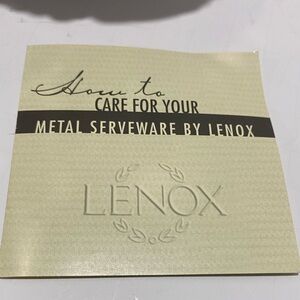 How to
CARE FOR YOUR
METAL SERVEWARE BY LENOX
LENOX